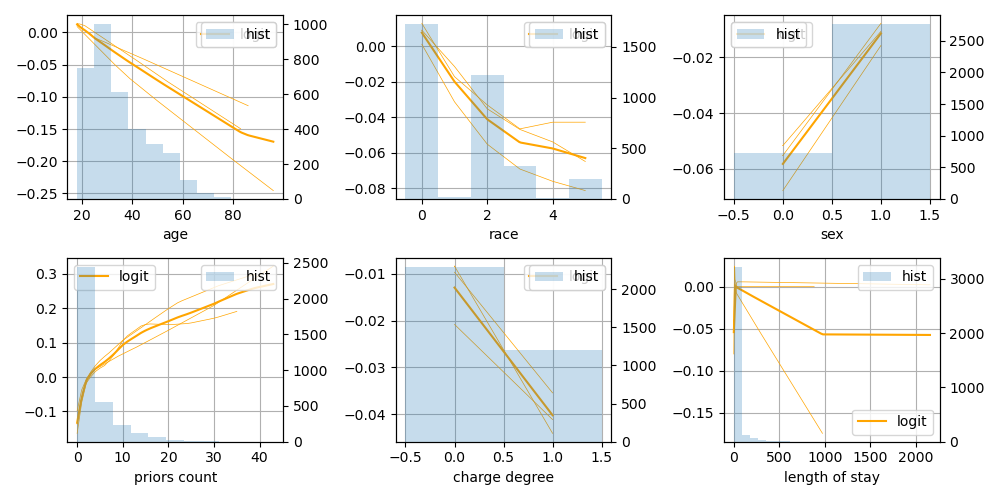 0.00
−0.05
−0.10
−0.15
−0.20
−0.25
1000
800
600
400
200
0
hist
20 40 60 80
age
0.00
−0.02
−0.04
−0.06
−0.08
1500
1000
500
0
hist
0 2 4
race
−0.02
−0.04
−0.06
2500
2000
1500
1000
500
0
hist
−0.5 0.0 0.5 1.0 1.5
sex
0.3
0.2
0.1
0.0
−0.1
logit
hist
2500
2000
1500
1000
500
0
0 10 20 30 40
priors count
−0.01
−0.02
−0.03
−0.04
hist
2000
1500
1000
500
0
−0.5 0.0 0.5 1.0 1.5
charge degree
0.00
−0.05
−0.10
−0.15
hist
logit
3000
2000
1000
0
0 500 1000 1500 2000
length of stay